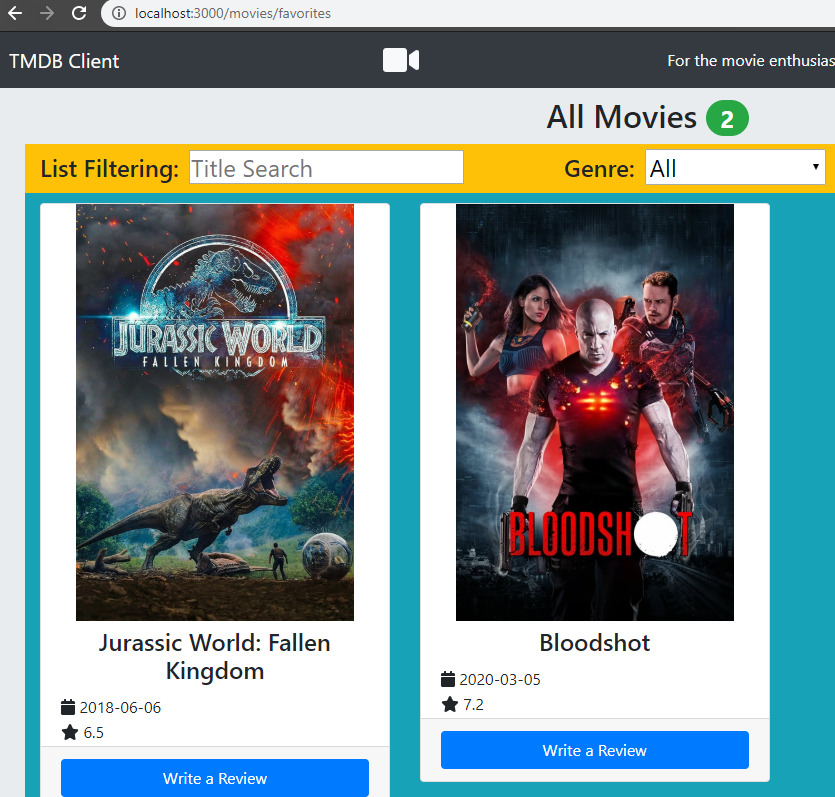 localhost:3000/movies/favorites
TMDB Client
For the movie enthusias
All Movies 2
List Filtering: Title Search Genre: All
JURASSIC WORLD
FALLEN KINGDOM
BLOODSHOT
Jurassic World: Fallen
Kingdom
2018-06-06
6.5
Write a Review
Bloodshot
2020-03-05
7.2
Write a Review